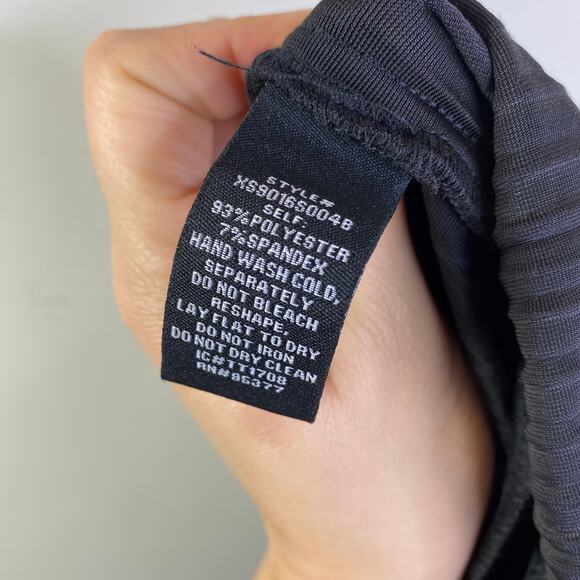 STYLE#
XS9016S004B
SELF:
93%POLYESTER
7%SPANDEX
HAND WASH COLD,
SEPARATELY
DO NOT BLEACH
RESHAPE,
LAY FLAT TO DRY
DO NOT IRON
DO NOT DRY CLEAN
IC#TT1708
RN#95377